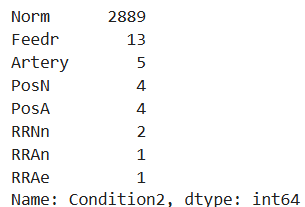 Norm 2889
Feedr 13
Artery 5
PosN 4
PosA 4
RRNn 2
RRAn 1
RRAe 1
Name: Condition2, dtype: int64